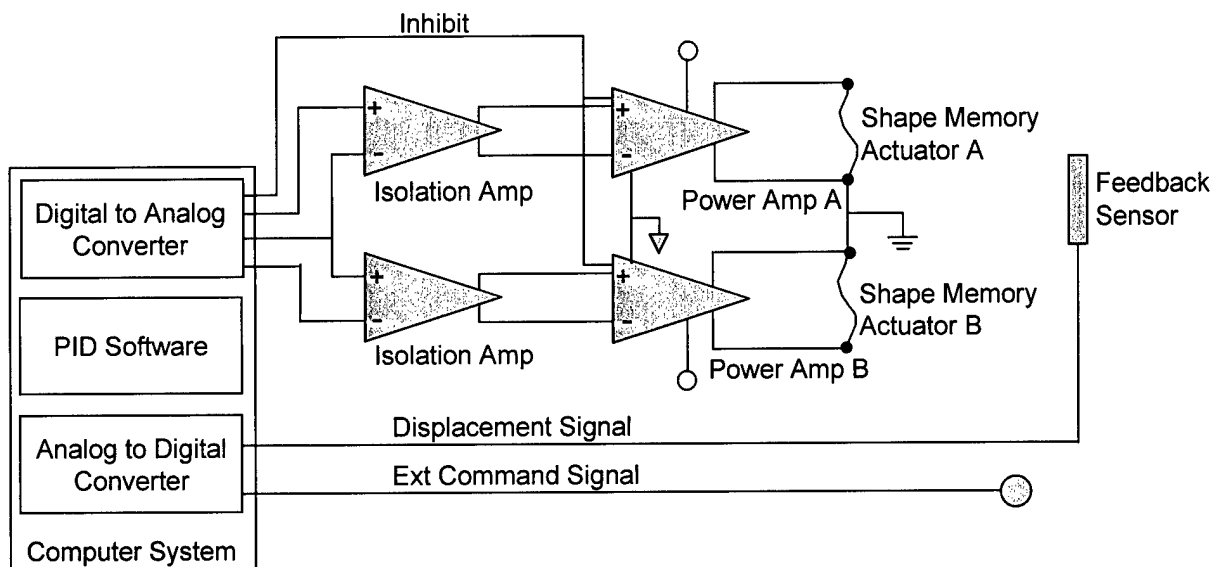 Inhibit
+
-
Isolation Amp
+
-
Power Amp A
Shape Memory
Actuator A
Feedback
Sensor
Digital to Analog
Converter
+
-
Isolation Amp
+
-
Power Amp B
Shape Memory
Actuator B
PID Software
Analog to Digital
Converter
Displacement Signal
Ext Command Signal
Computer System